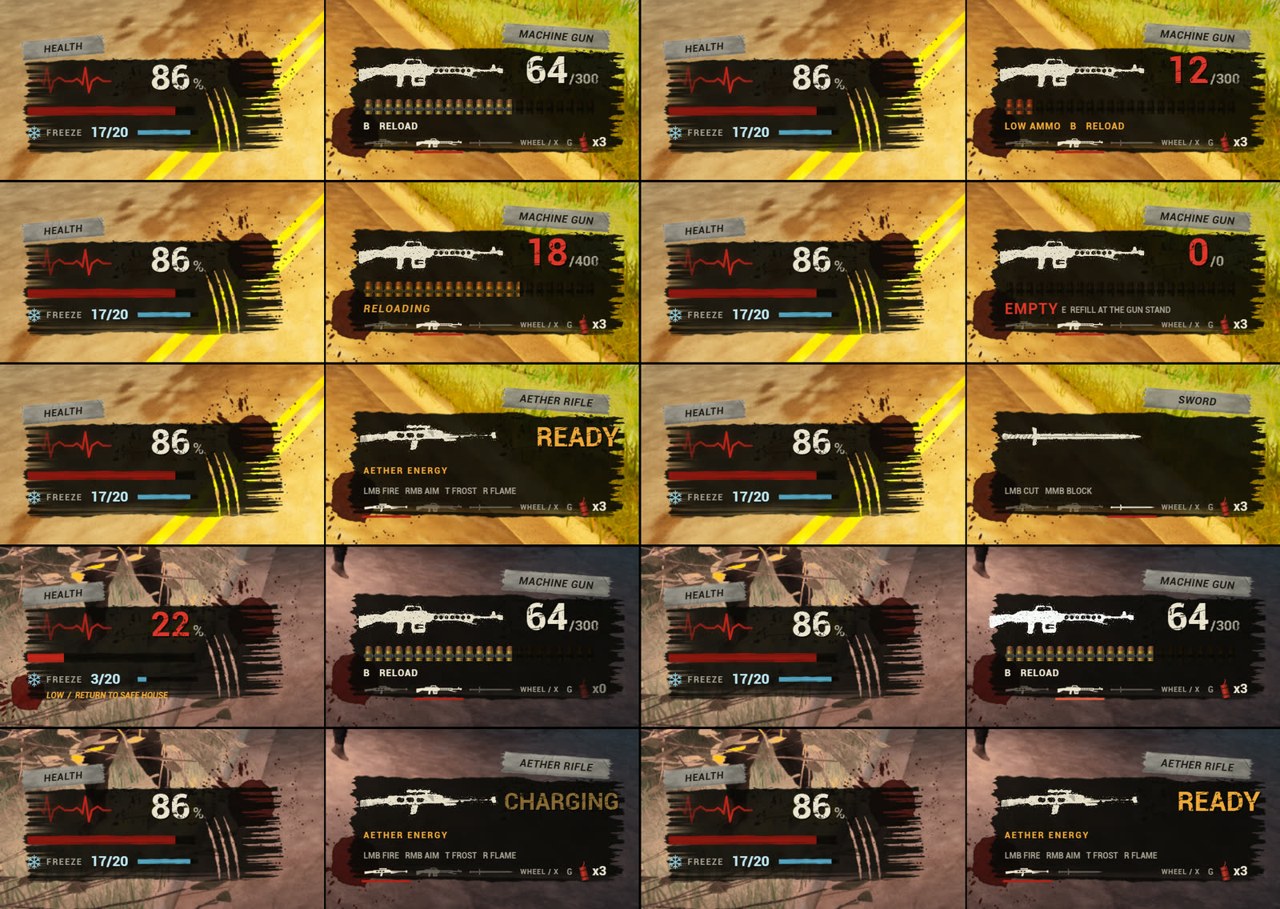 HEALTH
86%
FREEZE 17/20
MACHINE GUN
64/300
B RELOAD
WHEEL / X G x3
HEALTH
86%
FREEZE 17/20
MACHINE GUN
12/300
LOW AMMO B RELOAD
WHEEL / X G x3
HEALTH
86%
FREEZE 17/20
MACHINE GUN
18/400
RELOADING
WHEEL / X G x3
HEALTH
86%
FREEZE 17/20
MACHINE GUN
0/0
EMPTY E REFILL AT THE GUN STAND
WHEEL / X G x3
HEALTH
86%
FREEZE 17/20
AETHER RIFLE
READY
AETHER ENERGY
LMB FIRE RMB AIM T FROST R FLAME
WHEEL / X G x3
HEALTH
86%
FREEZE 17/20
SWORD
LMB CUT MMB BLOCK
WHEEL / X G x3
HEALTH
22%
FREEZE 3/20
LOW / RETURN TO SAFE HOUSE
MACHINE GUN
64/300
B RELOAD
WHEEL / X G x0
HEALTH
86%
FREEZE 17/20
MACHINE GUN
64/300
B RELOAD
WHEEL / X G x3
HEALTH
86%
FREEZE 17/20
AETHER RIFLE
CHARGING
AETHER ENERGY
LMB FIRE RMB AIM T FROST R FLAME
WHEEL / X G x3
HEALTH
86%
FREEZE 17/20
AETHER RIFLE
READY
AETHER ENERGY
LMB FIRE RMB AIM T FROST R FLAME
WHEEL / X G x3